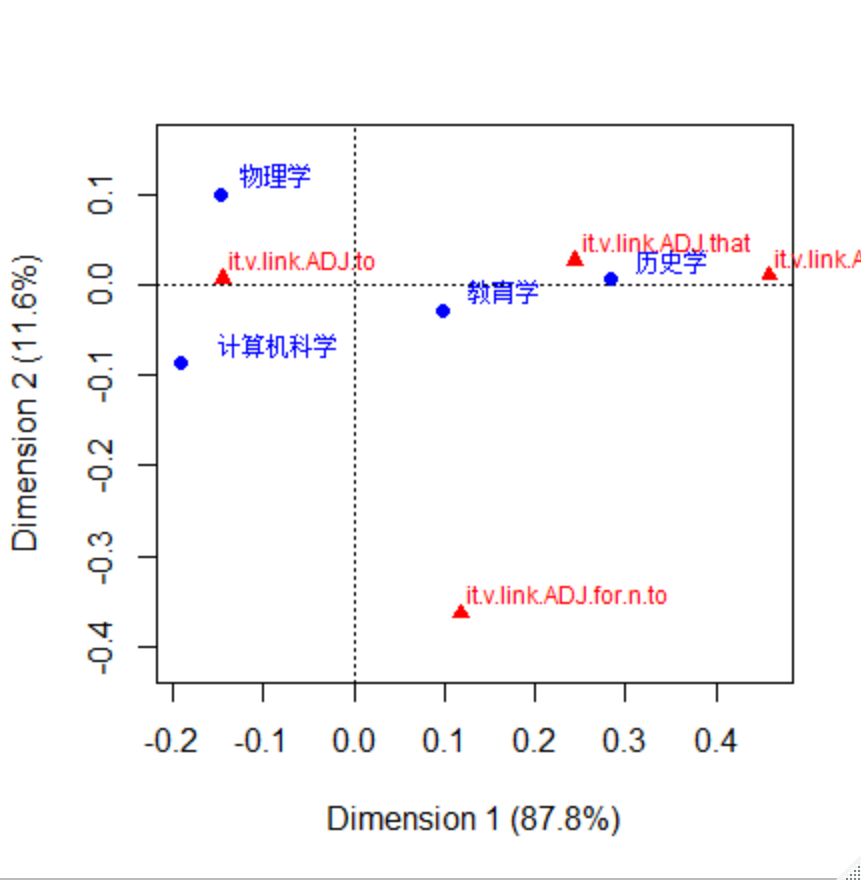 物理学
it.v.link.ADJ.that
it.v.link.ADJ.to
历史学
it.v.link.A
教育学
计算机科学
it.v.link.ADJ.for.n.to
0.1
0.0
-0.1
-0.2
-0.3
-0.4
Dimension 2 (11.6%)
-0.2 -0.1 0.0 0.1 0.2 0.3 0.4
Dimension 1 (87.8%)